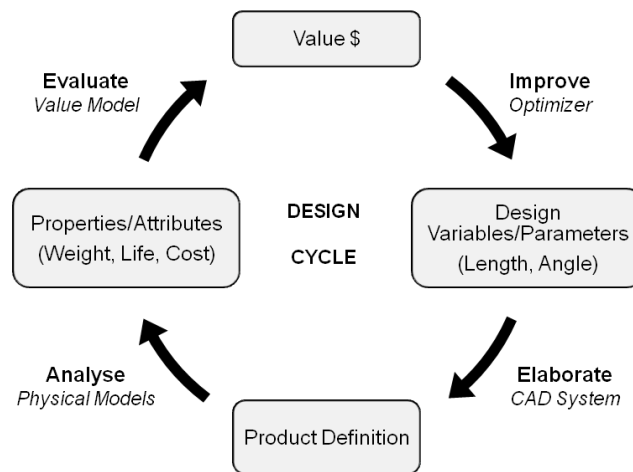 Value $
Evaluate
Value Model
Improve
Optimizer
Properties/Attributes
(Weight, Life, Cost)
DESIGN
CYCLE
Design
Variables/Parameters
(Length, Angle)
Analyse
Physical Models
Elaborate
CAD System
Product Definition